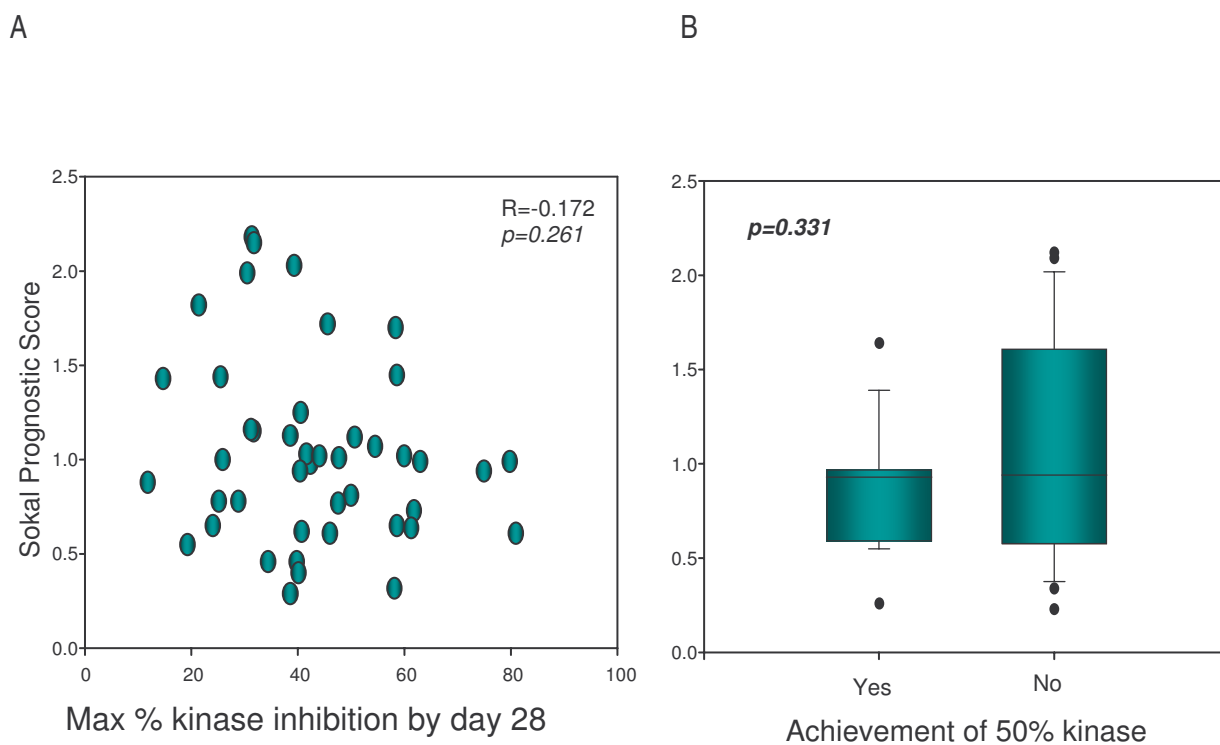 A
B
2.5
2.0
1.5
1.0
0.5
0.0
Sokal Prognostic Score
R=-0.172
p=0.261
0
20
40
60
80
100
Max % kinase inhibition by day 28
2.5
2.0
1.5
1.0
0.5
0.0
p=0.331
Yes
No
Achievement of 50% kinase